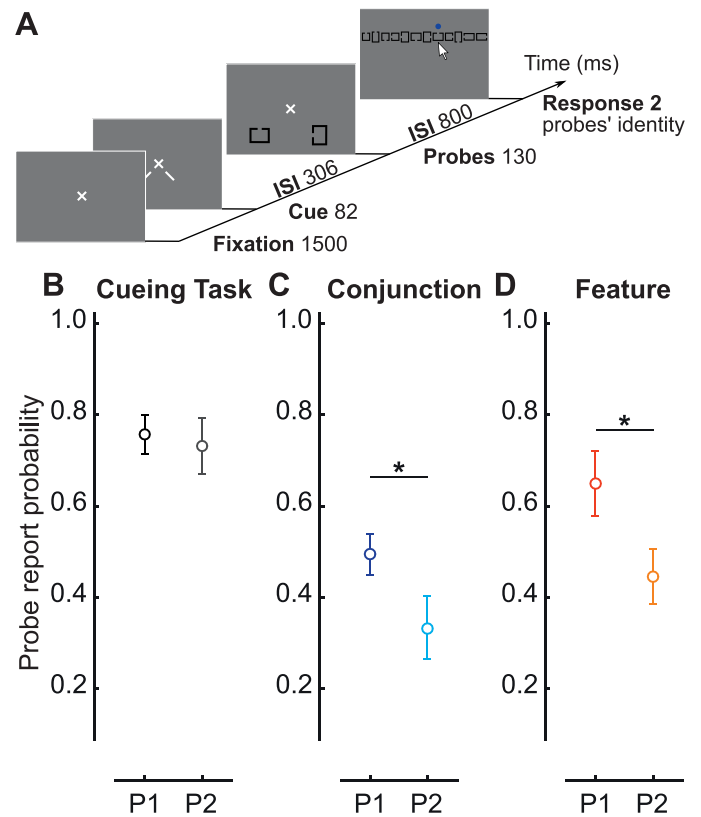 A
Time (ms)
ISI 800
Response 2
probes' identity
Probes 130
ISI 306
Cue 82
Fixation 1500
B Cueing Task
C Conjunction
D Feature
Probe report probability
1.0
0.8
0.6
0.4
0.2
P1 P2
1.0
0.8
0.6
0.4
0.2
*
P1 P2
1.0
0.8
0.6
0.4
0.2
*
P1 P2